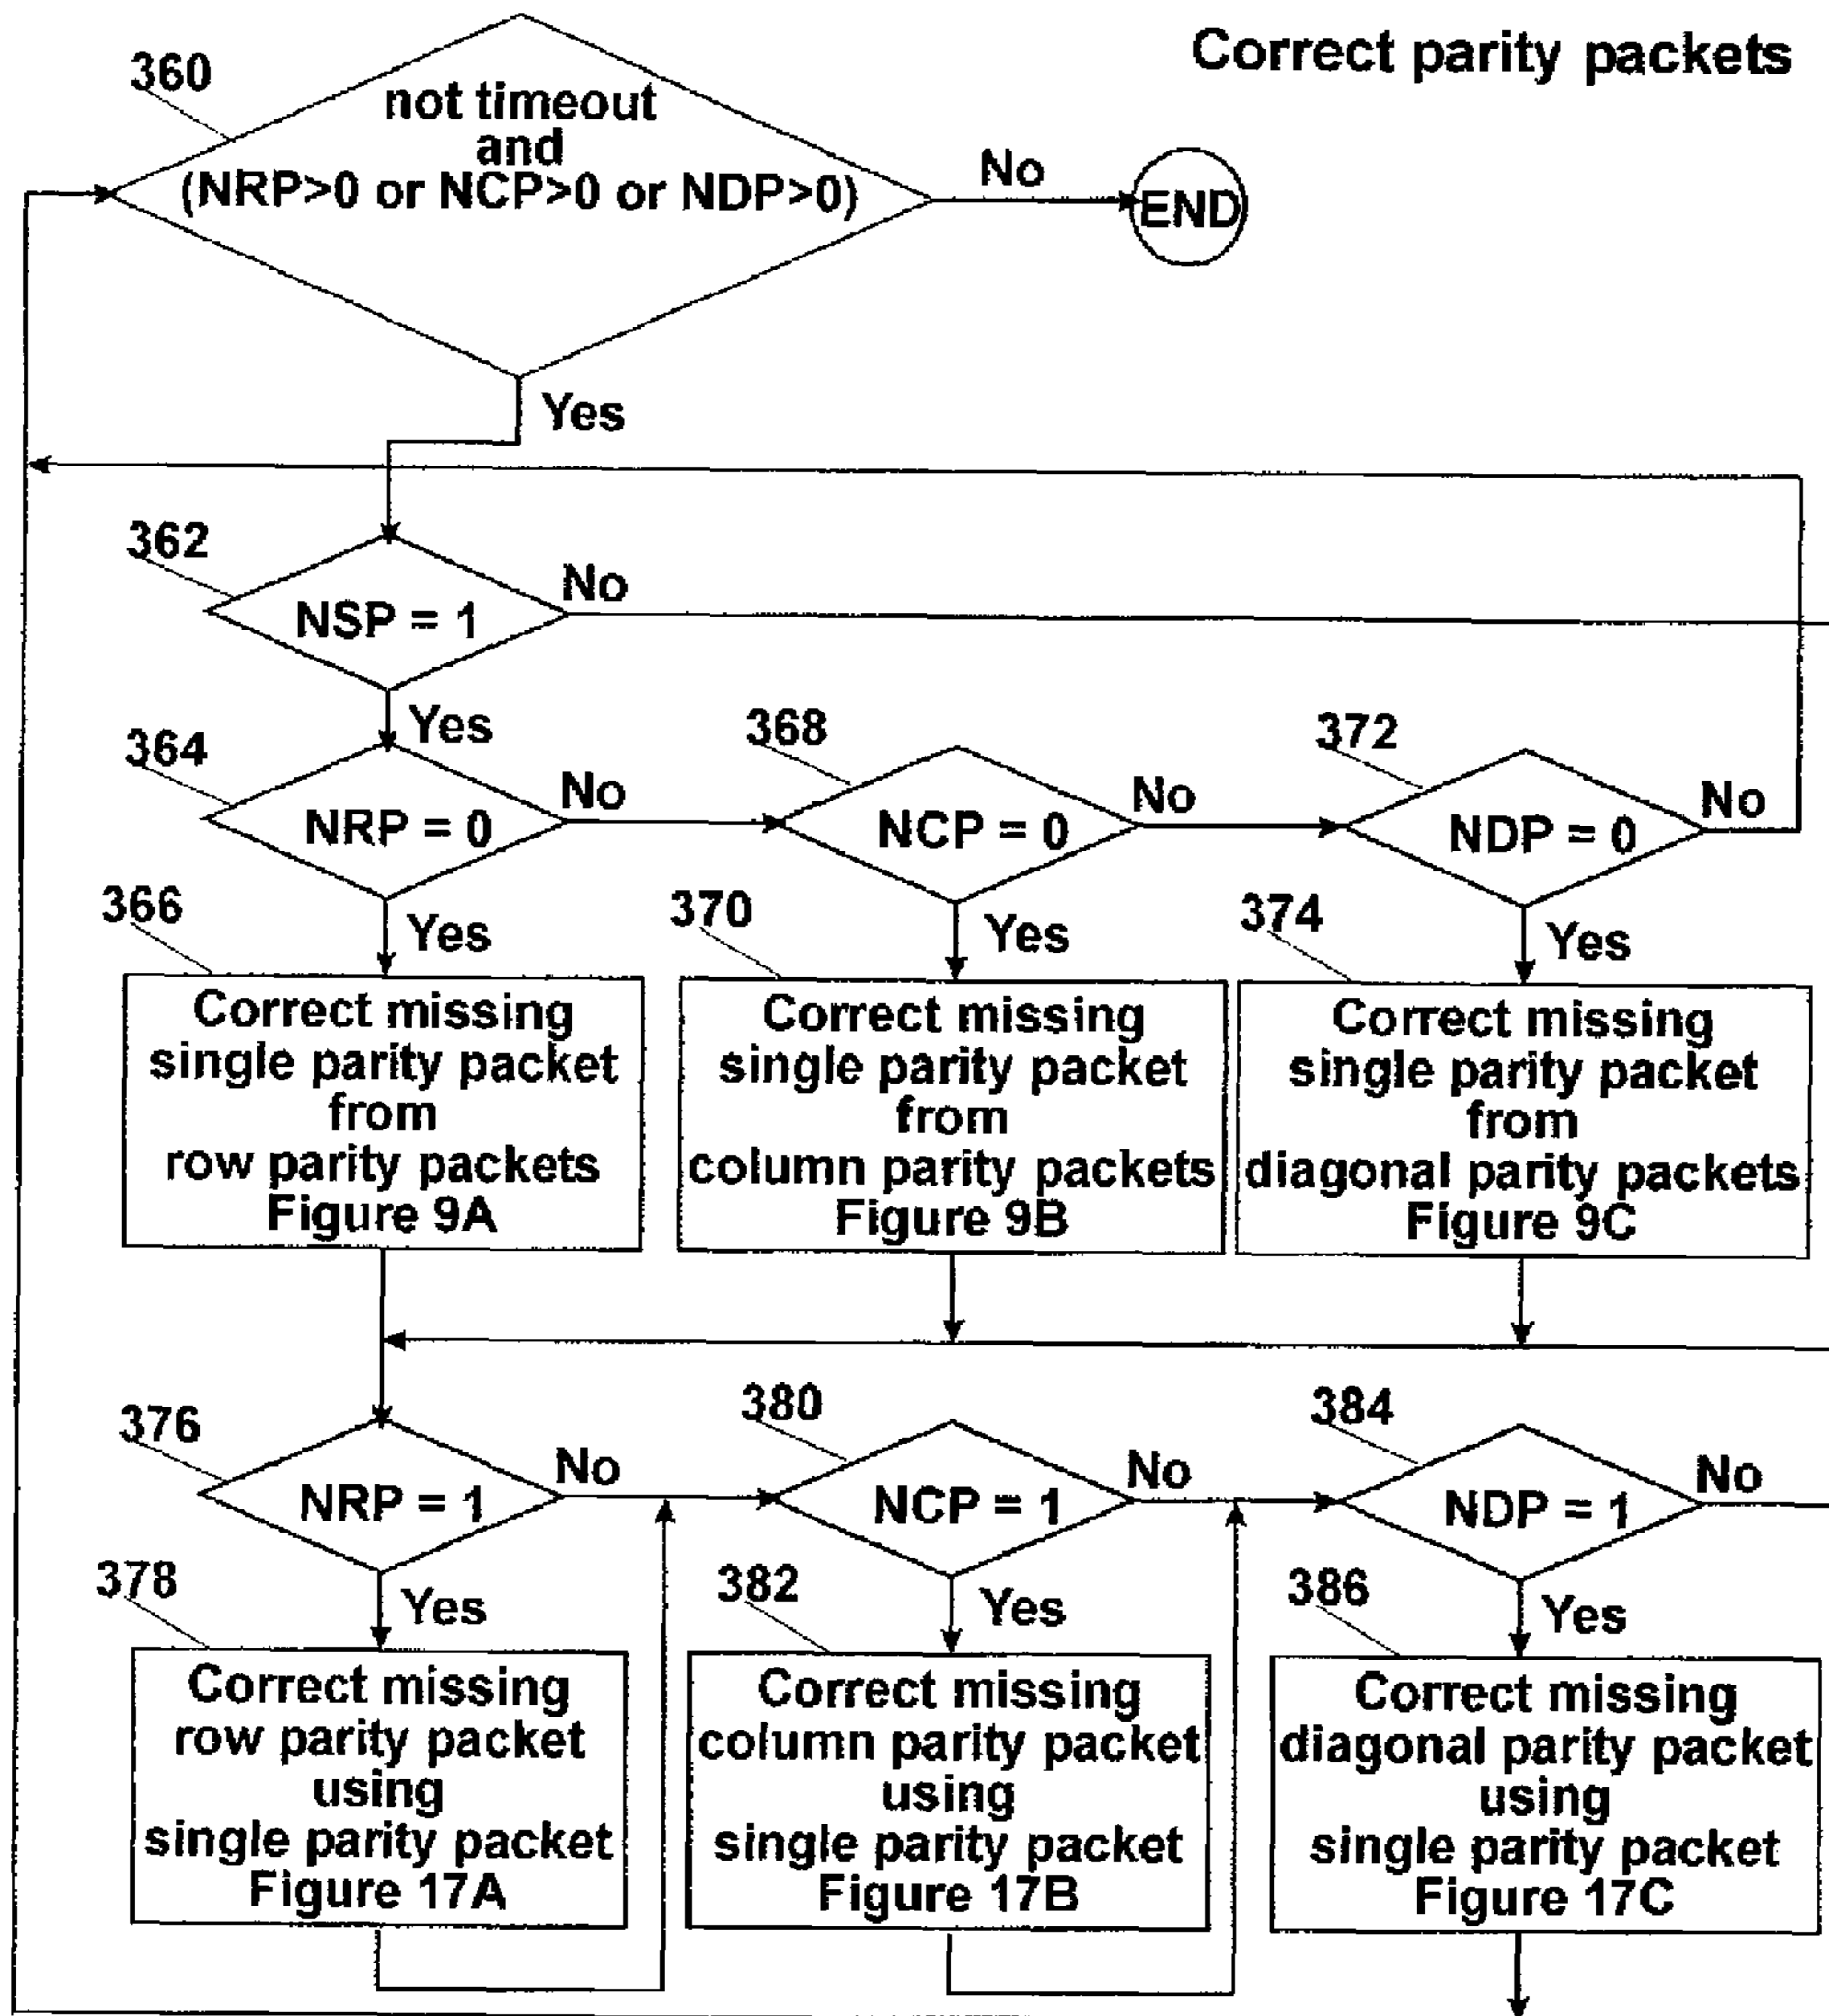 Correct parity packets
360
not timeout
and
(NRP>0 or NCP>0 or NDP>0)
No
END
Yes
362
NSP = 1
No
Yes
364
NRP = 0
No
368
NCP = 0
No
372
NDP = 0
No
366
Yes
370
Yes
374
Yes
Correct missing
single parity packet
from
row parity packets
Figure 9A
Correct missing
single parity packet
from
column parity packets
Figure 9B
Correct missing
single parity packet
from
diagonal parity packets
Figure 9C
376
NRP = 1
No
380
NCP = 1
No
384
NDP = 1
No
378
Yes
382
Yes
386
Yes
Correct missing
row parity packet
using
single parity packet
Figure 17A
Correct missing
column parity packet
using
single parity packet
Figure 17B
Correct missing
diagonal parity packet
using
single parity packet
Figure 17C